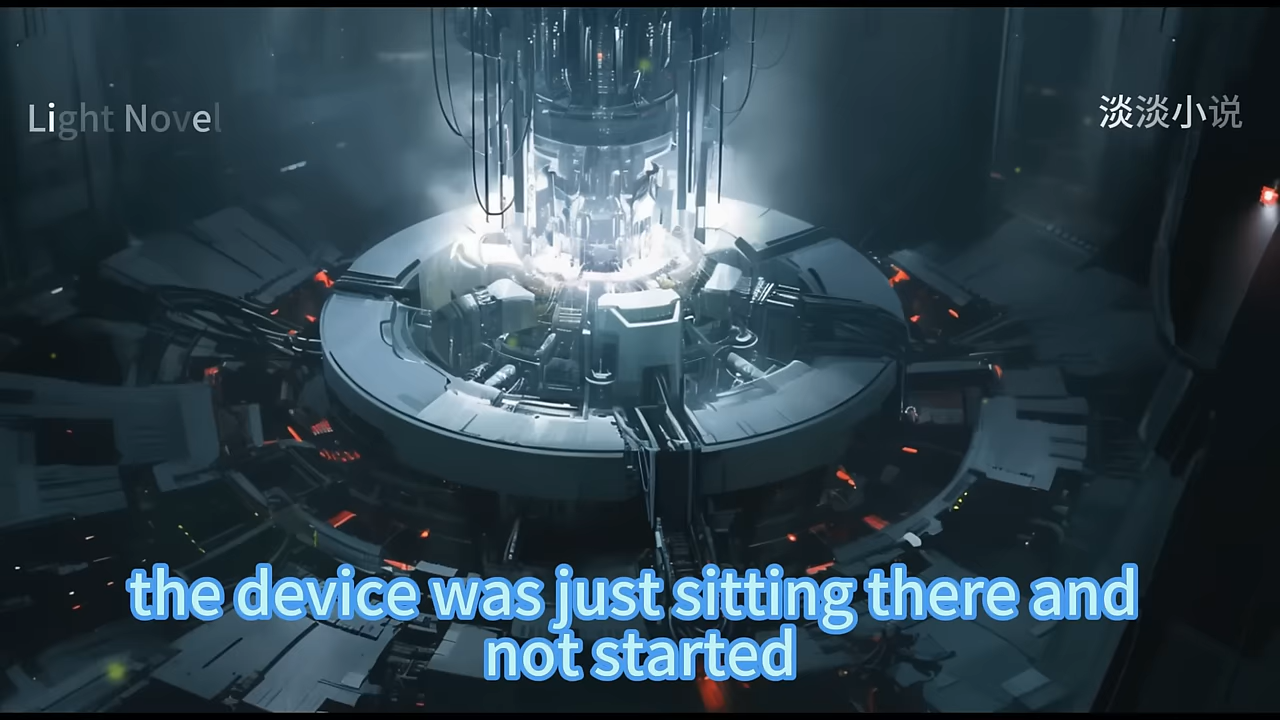 Light Novel
淡淡小说
the device was just sitting there and
not started